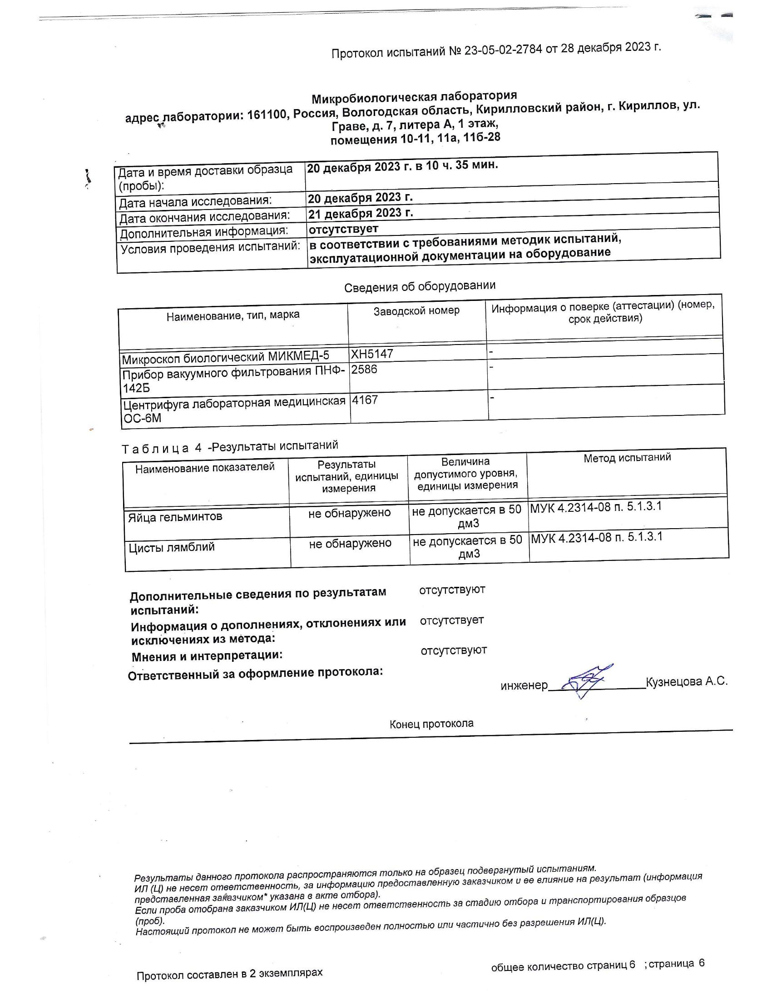 Протокол испытаний № 23-05-02-2784 от 28 декабря 2023 г.
Микробиологическая лаборатория
адрес лаборатории: 161100, Россия, Вологодская область, Кирилловский район, г. Кириллов, ул.
Граве, д. 7, литера А, 1 этаж,
помещения 10-11, 11а, 11б-28
Дата и время доставки образца
(пробы):
20 декабря 2023 г. в 10 ч. 35 мин.
Дата начала исследования:
20 декабря 2023 г.
Дата окончания исследования:
21 декабря 2023 г.
Дополнительная информация:
отсутствует
Условия проведения испытаний:
в соответствии с требованиями методик испытаний,
эксплуатационной документации на оборудование
Сведения об оборудовании
Наименование, тип, марка
Заводской номер
Информация о поверке (аттестации) (номер,
срок действия)
Микроскоп биологический МИКМЕД-5
ХН5147
-
Прибор вакуумного фильтрования ПНФ-
142Б
2586
-
Центрифуга лабораторная медицинская
ОС-6М
4167
-
Таблица 4 -Результаты испытаний
Наименование показателей
Результаты
испытаний, единицы
измерения
Величина
допустимого уровня,
единицы измерения
Метод испытаний
Яйца гельминтов
не обнаружено
не допускается в 50
дм3
МУК 4.2314-08 п. 5.1.3.1
Цисты лямблий
не обнаружено
не допускается в 50
дм3
МУК 4.2314-08 п. 5.1.3.1
Дополнительные сведения по результатам
испытаний:
отсутствуют
Информация о дополнениях, отклонениях или
исключениях из метода:
отсутствует
Мнения и интерпретации:
отсутствуют
Ответственный за оформление протокола:
инженер Кузнецова А.С.
Конец протокола
Результаты данного протокола распространяются только на образец подвергнутый испытаниям.
ИЛ (Ц) не несет ответственность, за информацию предоставленную заказчиком и ее влияние на результат (информация
представленная заказчиком* указана в акте отбора).
Если проба отобрана заказчиком ИЛ(Ц) не несет ответственность за стадию отбора и транспортирования образцов
(проб).
Настоящий протокол не может быть воспроизведен полностью или частично без разрешения ИЛ(Ц).
Протокол составлен в 2 экземплярах
общее количество страниц 6 ; страница 6